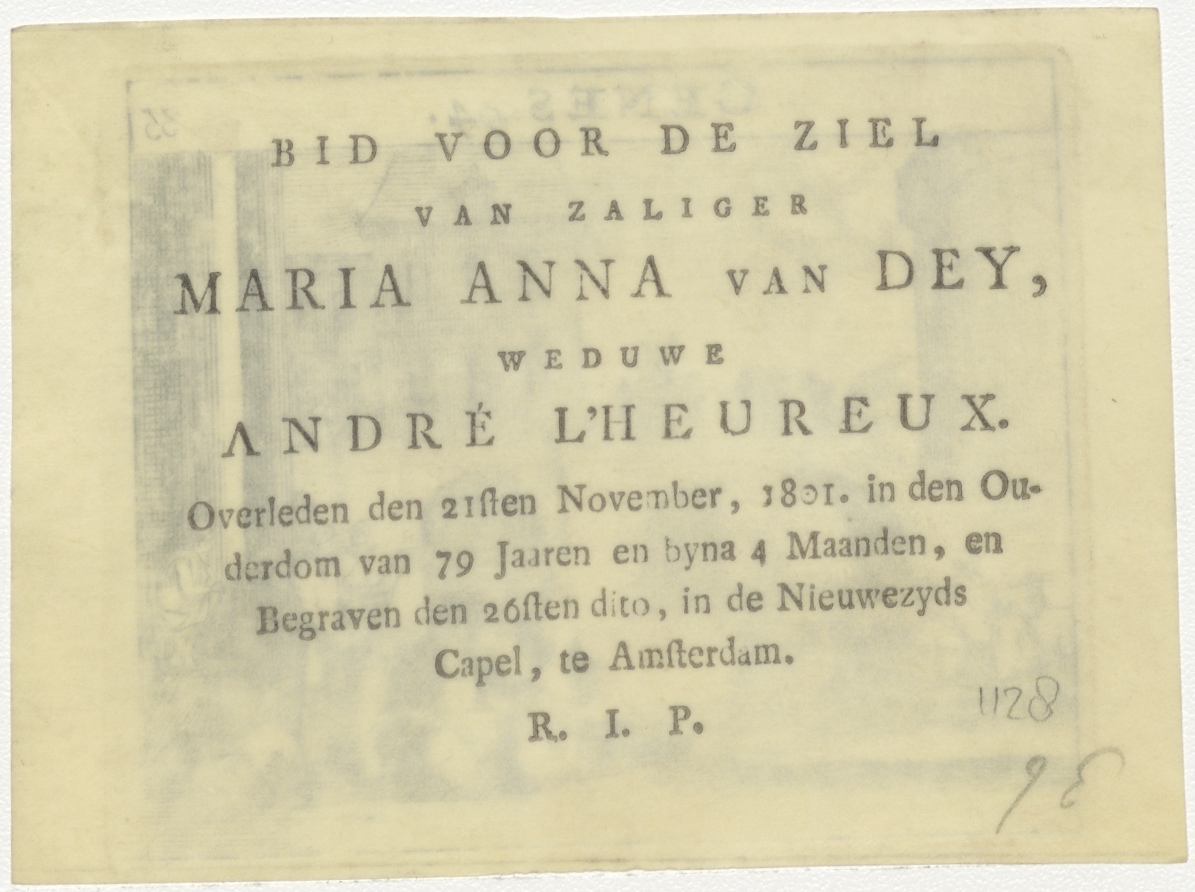 BID VOOR DE ZIEL
VAN ZALIGER
MARIA ANNA VAN DEY,
WEDUWE
ANDRÉ L'HEUREUX.
Overleden den 21ſten November, 1801. in den Ou-
derdom van 79 Jaaren en byna 4 Maanden, en
Begraven den 26ſten dito, in de Nieuwezyds
Capel, te Amſterdam.
R. I. P.
1128